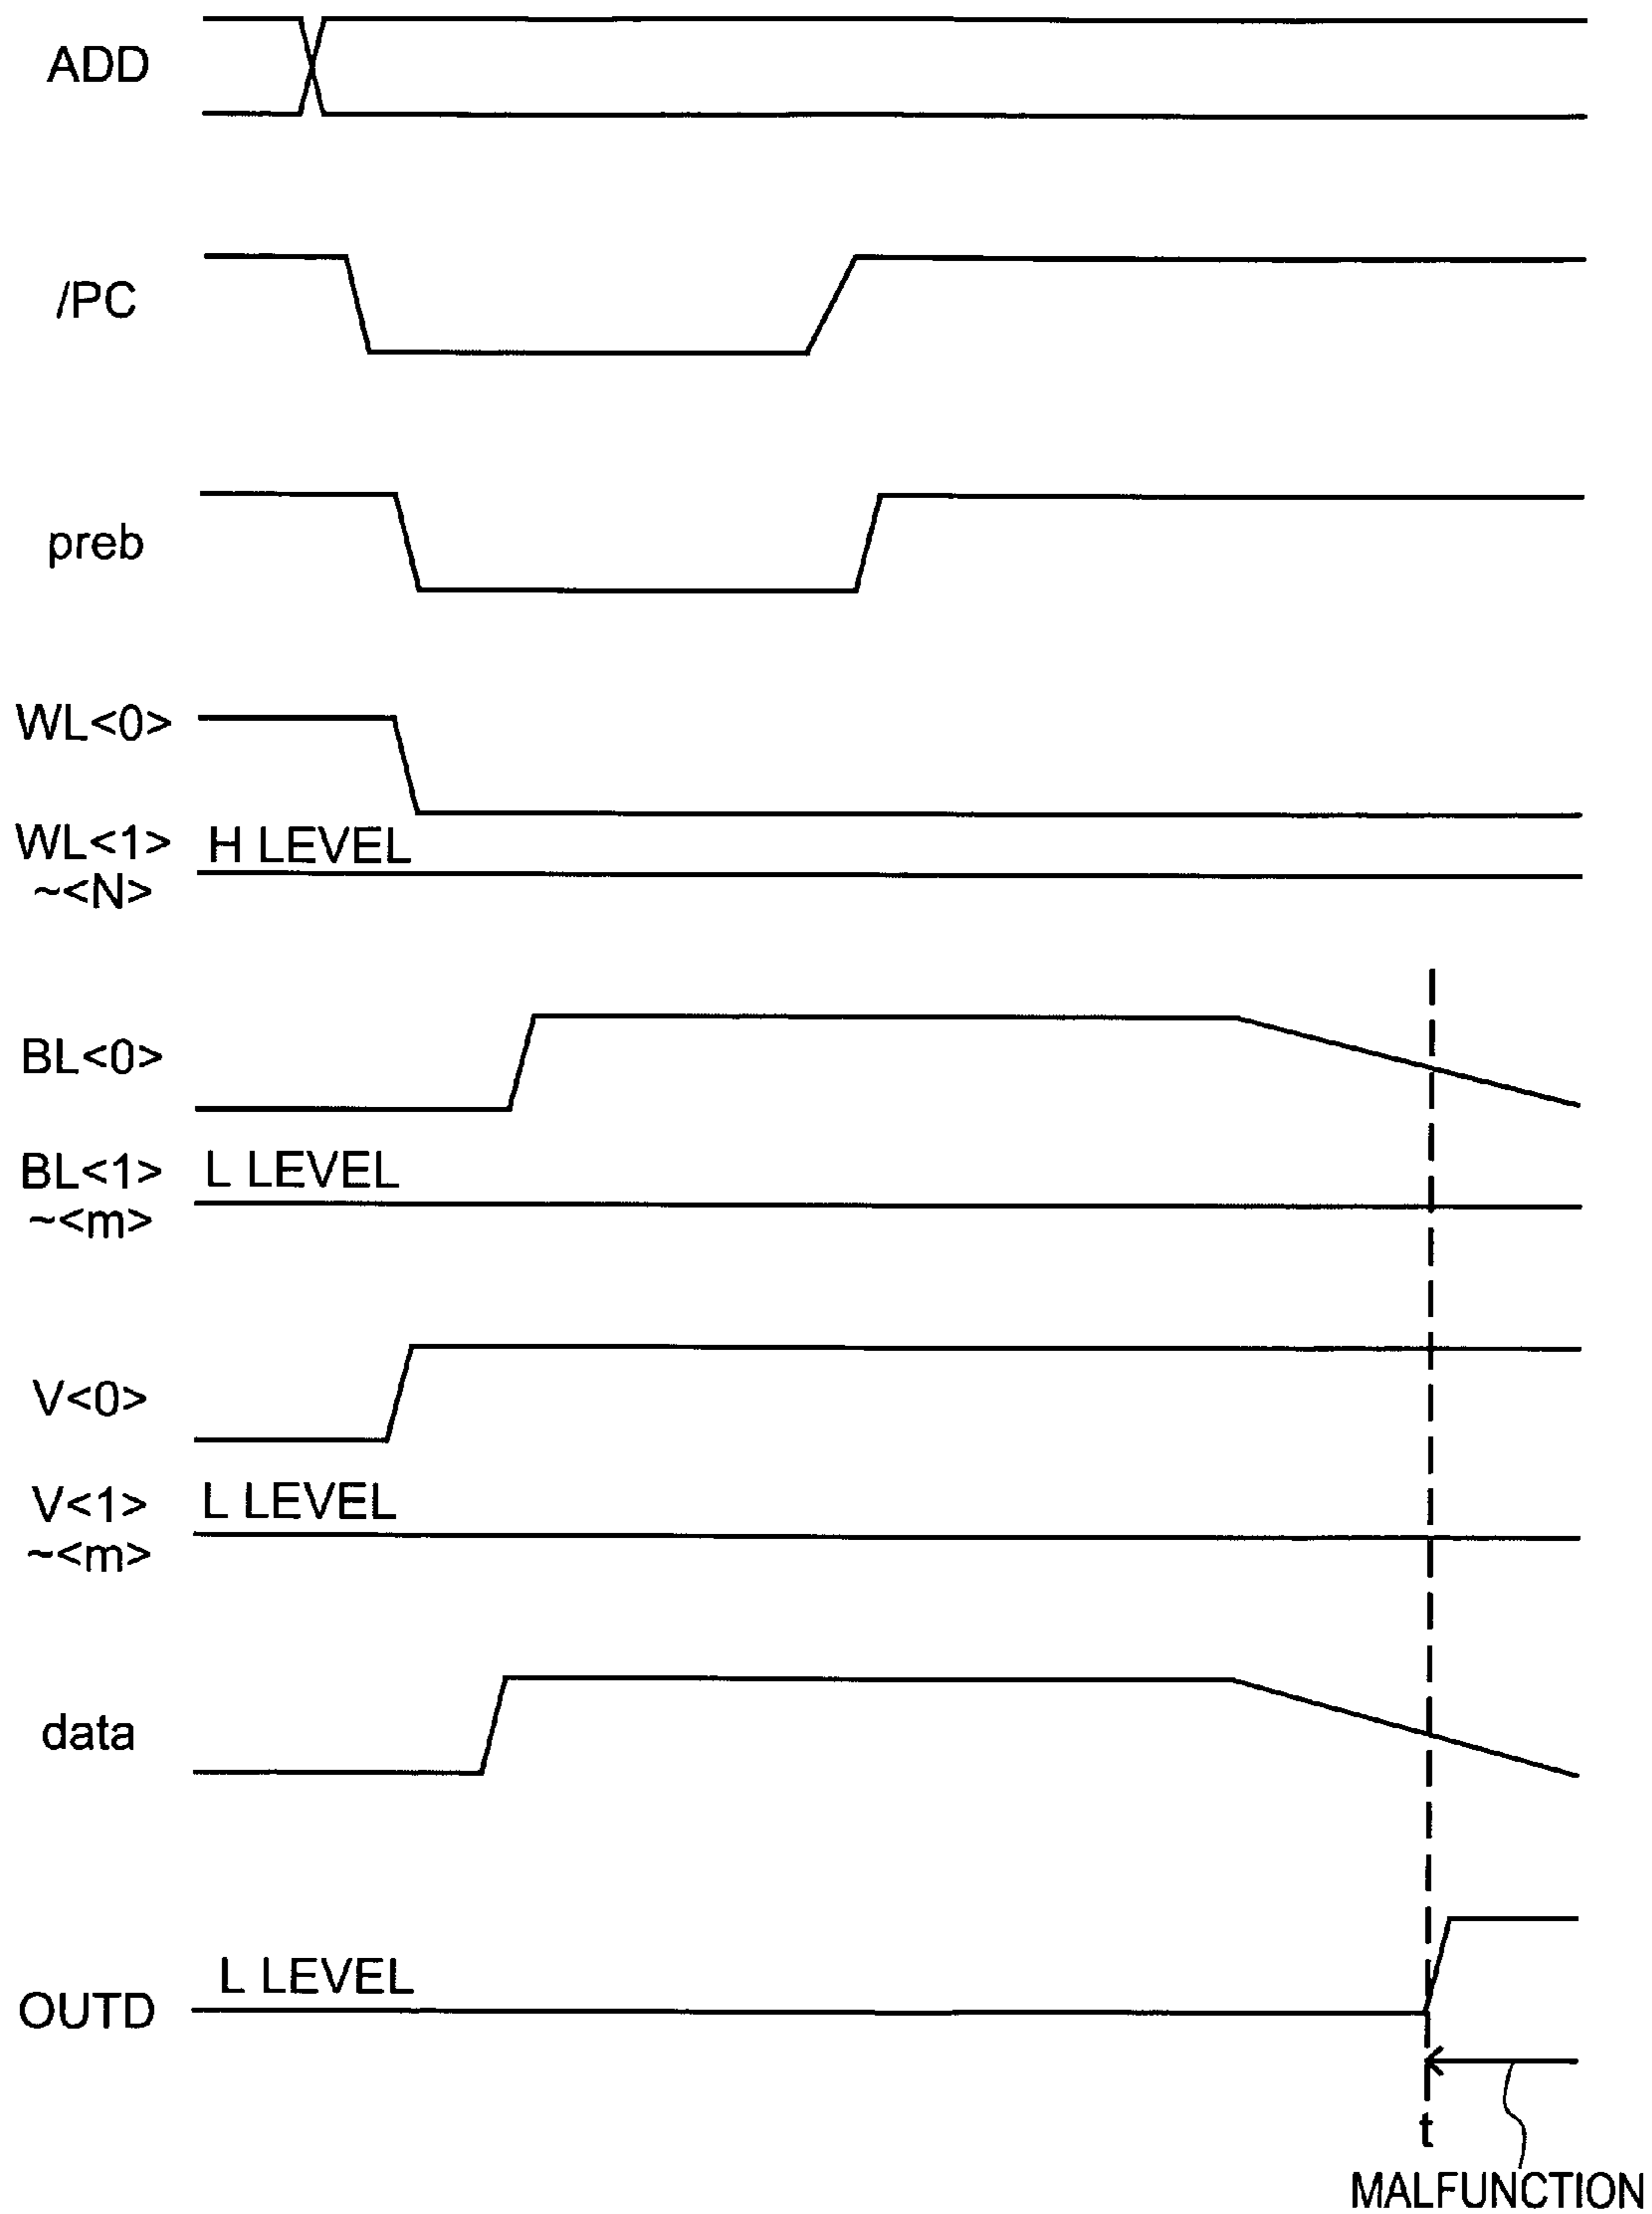 ADD
/PC
preb
WL<0>
WL<1>
~<N>
H LEVEL
BL<0>
BL<1>
~<m>
L LEVEL
V<0>
V<1>
~<m>
L LEVEL
data
OUTD
L LEVEL
t
MALFUNCTION